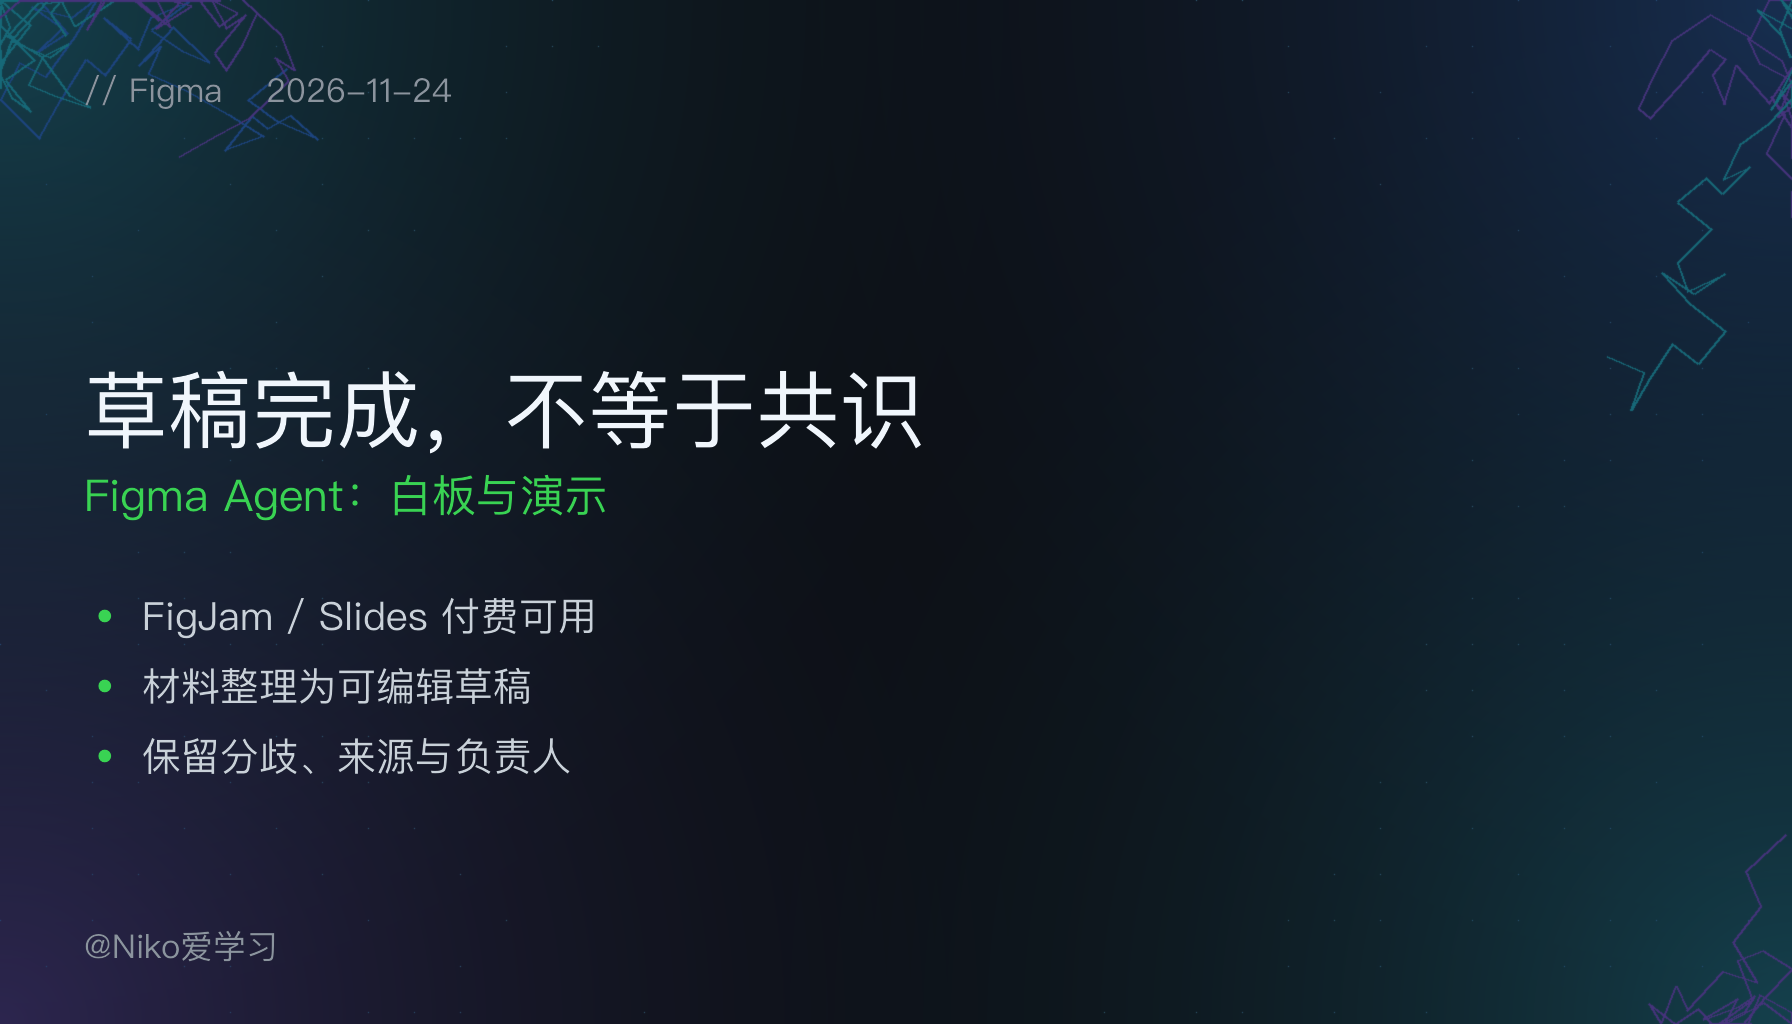 // Figma 2026-11-24
草稿完成，不等于共识
Figma Agent：白板与演示
• FigJam / Slides 付费可用
• 材料整理为可编辑草稿
• 保留分歧、来源与负责人
@Niko爱学习